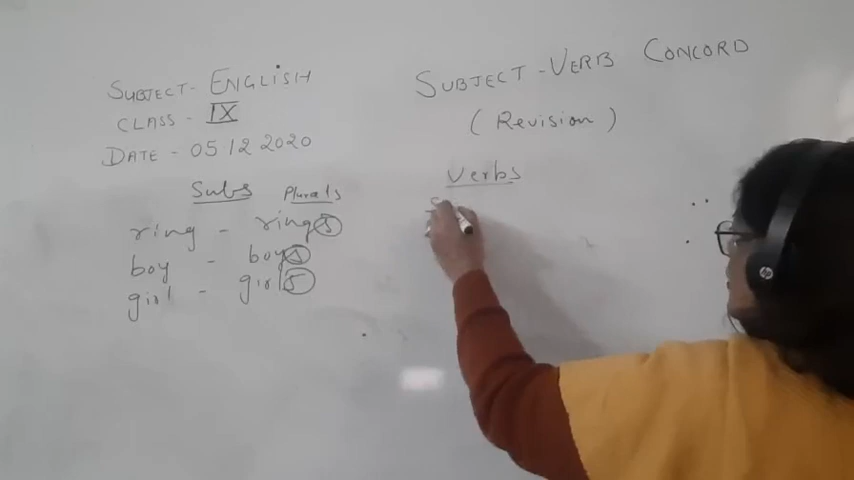 SUBJECT - ENGLISH
CLASS - IX
DATE - 05.12.2020
Subs Plurals
ring - rings
boy - boys
girl - girls
SUBJECT - VERB CONCORD
(Revision)
Verbs
hp